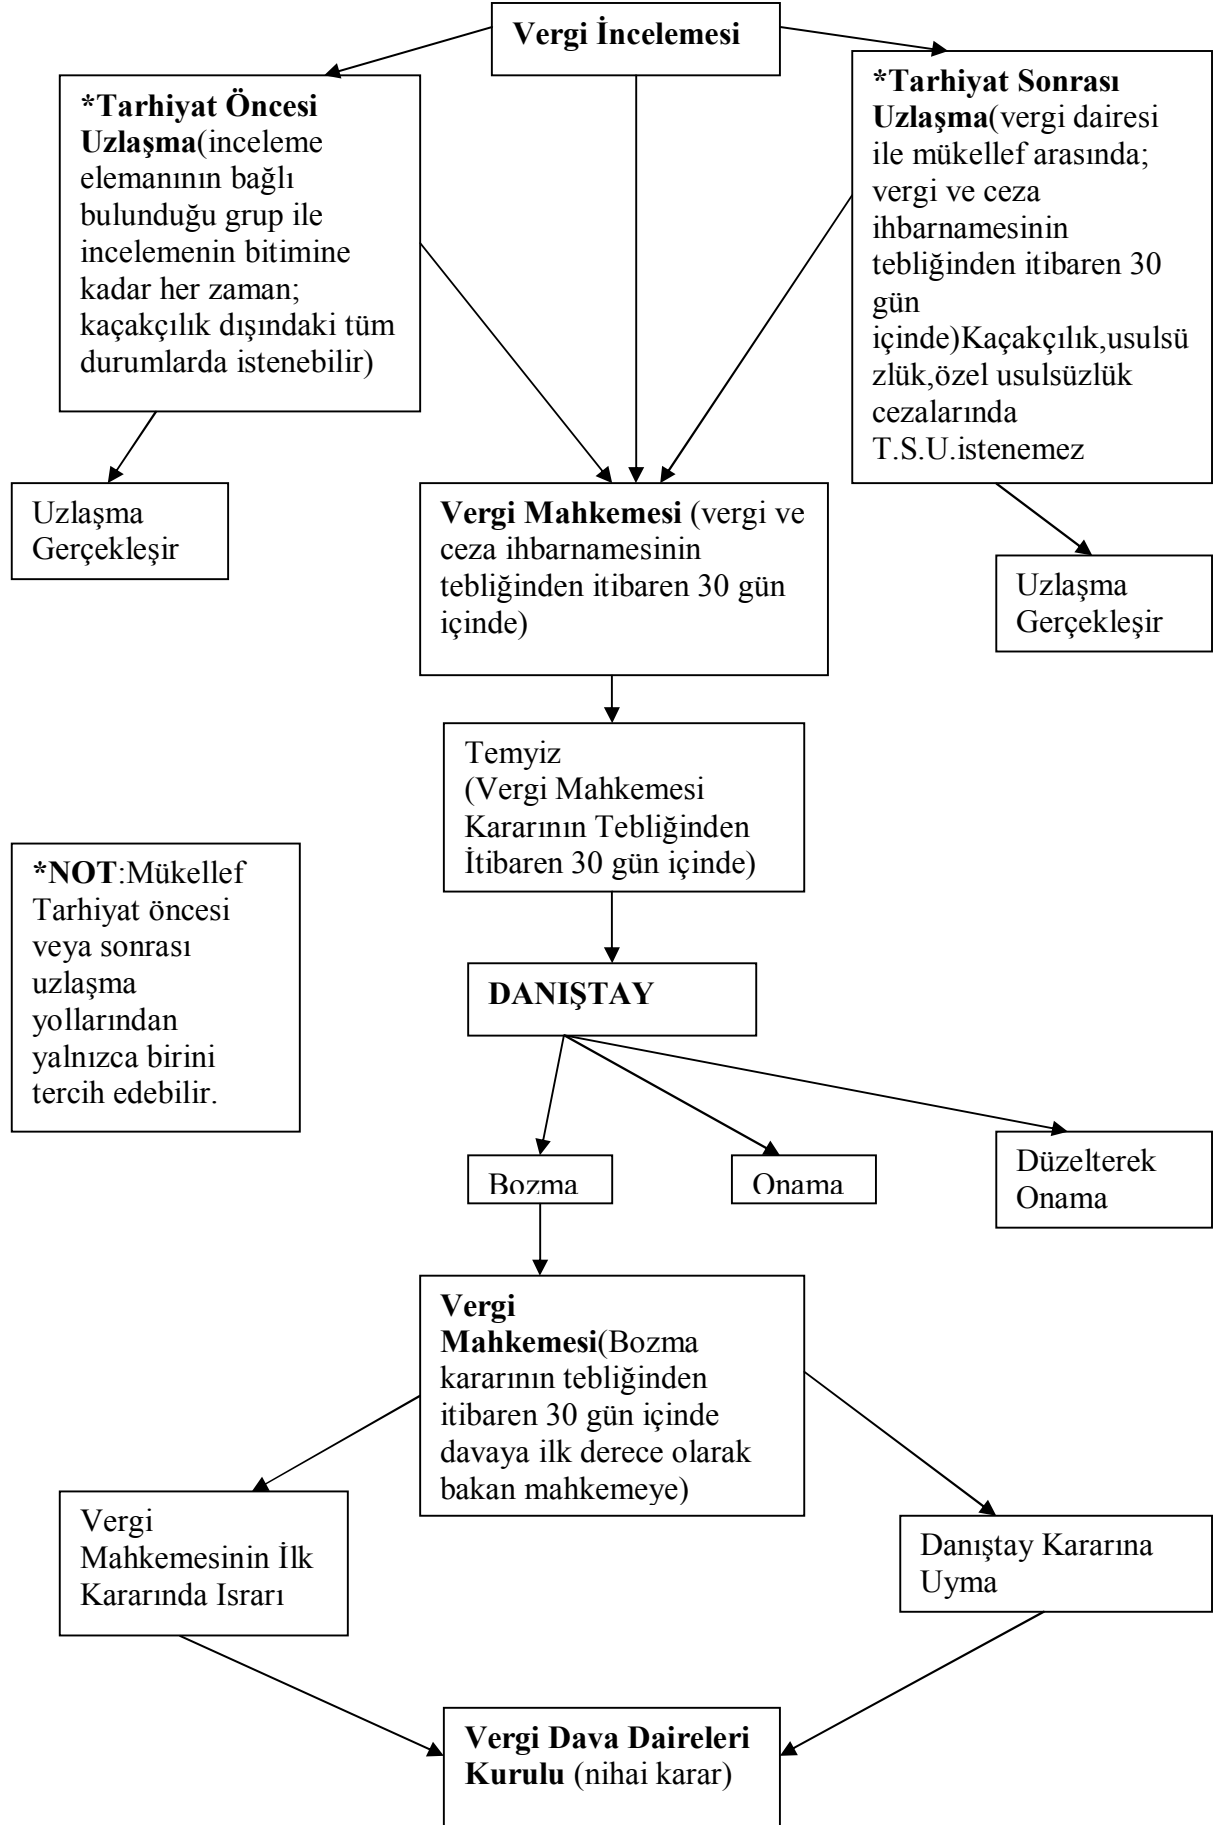 Vergi İncelemesi
*Tarhiyat Öncesi
Uzlaşma(inceleme
elemanının bağlı
bulunduğu grup ile
incelemenin bitimine
kadar her zaman;
kaçakçılık dışındaki tüm
durumlarda istenebilir)
*Tarhiyat Sonrası
Uzlaşma(vergi dairesi
ile mükellef arasında;
vergi ve ceza
ihbarnamesinin
tebliğinden itibaren 30
gün
içinde)Kaçakçılık,usulsü
zlük,özel usulsüzlük
cezalarında
T.S.U.istenemez
Uzlaşma
Gerçekleşir
Vergi Mahkemesi (vergi ve
ceza ihbarnamesinin
tebliğinden itibaren 30 gün
içinde)
Uzlaşma
Gerçekleşir
Temyiz
(Vergi Mahkemesi
Kararının Tebliğinden
İtibaren 30 gün içinde)
*NOT:Mükellef
Tarhiyat öncesi
veya sonrası
uzlaşma
yollarından
yalnızca birini
tercih edebilir.
DANIŞTAY
Bozma
Onama
Düzelterek
Onama
Vergi
Mahkemesi(Bozma
kararının tebliğinden
itibaren 30 gün içinde
davaya ilk derece olarak
bakan mahkemeye)
Vergi
Mahkemesinin İlk
Kararında Israrı
Danıştay Kararına
Uyma
Vergi Dava Daireleri
Kurulu (nihai karar)